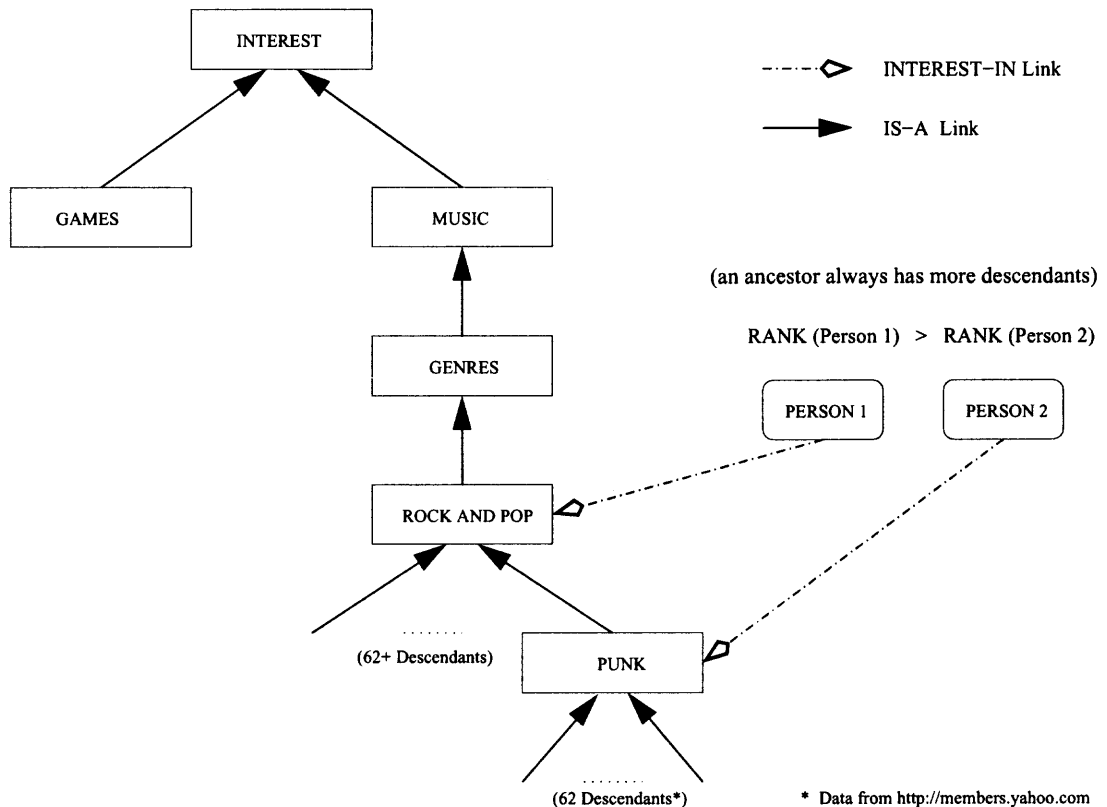 INTEREST
INTEREST−IN Link
IS−A Link
GAMES
MUSIC
(an ancestor always has more descendants)
RANK (Person 1) > RANK (Person 2)
GENRES
PERSON 1
PERSON 2
ROCK AND POP
(62+ Descendants)
PUNK
(62 Descendants*)
* Data from http://members.yahoo.com